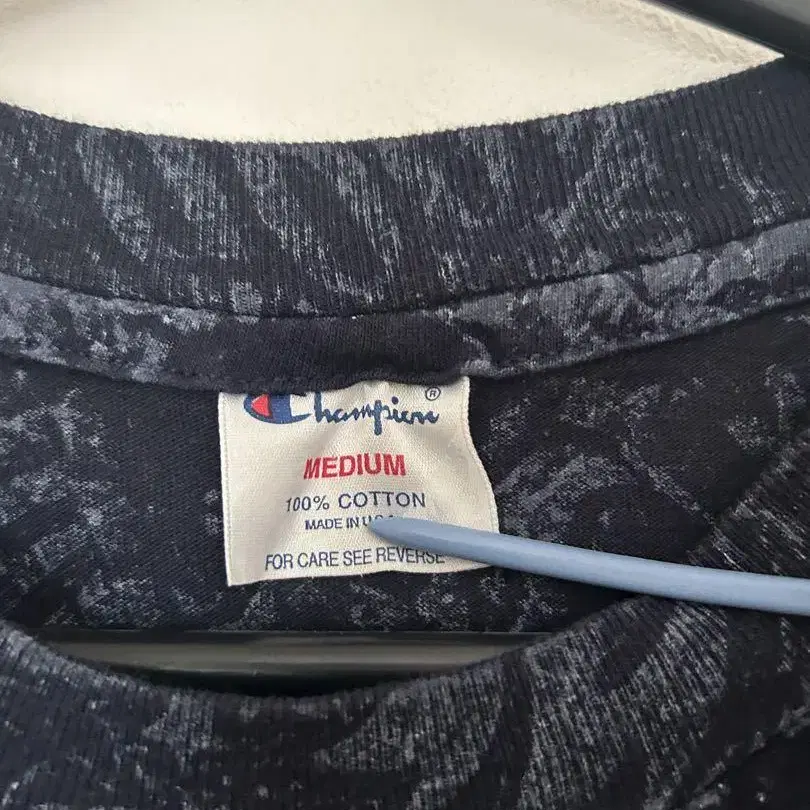 Champion®
MEDIUM
100% COTTON
MADE IN U.S.
FOR CARE SEE REVERSE